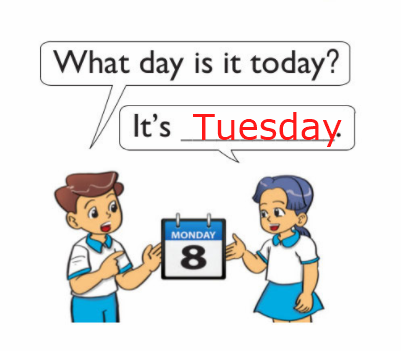 What day is it today?
It's Tuesday.
MONDAY
8